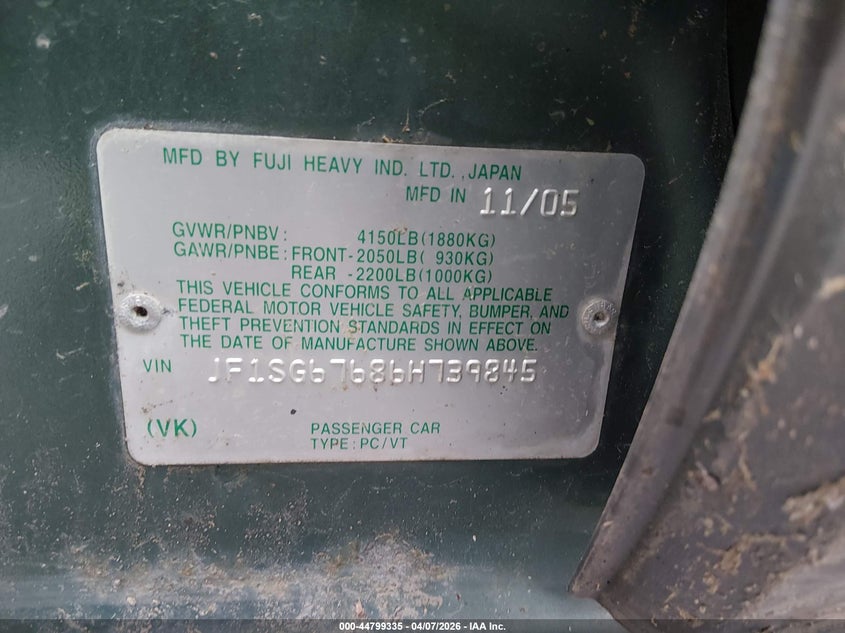 MFD BY FUJI HEAVY IND. LTD., JAPAN
MFD IN 11/05
GVWR/PNBV: 4150LB(1880KG)
GAWR/PNBE: FRONT-2050LB( 930KG)
REAR -2200LB(1000KG)
THIS VEHICLE CONFORMS TO ALL APPLICABLE
FEDERAL MOTOR VEHICLE SAFETY, BUMPER, AND
THEFT PREVENTION STANDARDS IN EFFECT ON
THE DATE OF MANUFACTURE SHOWN ABOVE.
VIN JF1SG67686H739845
(VK) PASSENGER CAR
TYPE: PC/VT
000-44799335 - 04/07/2026 - IAA Inc.